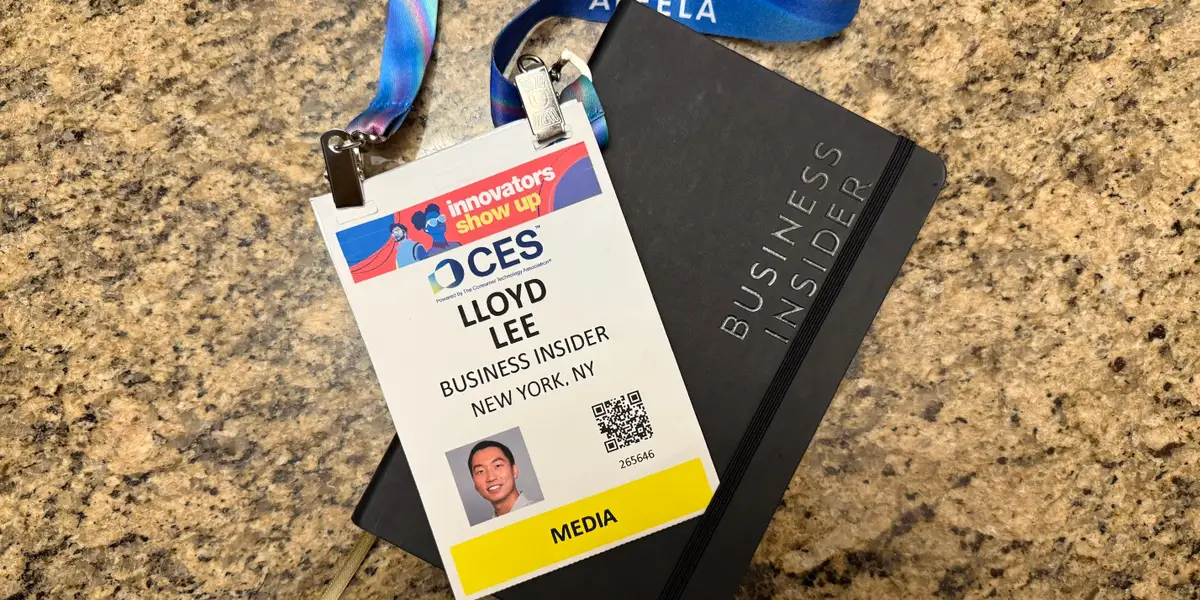 innovators
show up
CES™
Powered by The Consumer Technology Association®
LLOYD
LEE
BUSINESS INSIDER
NEW YORK, NY
265646
MEDIA
BUSINESS
INSIDER